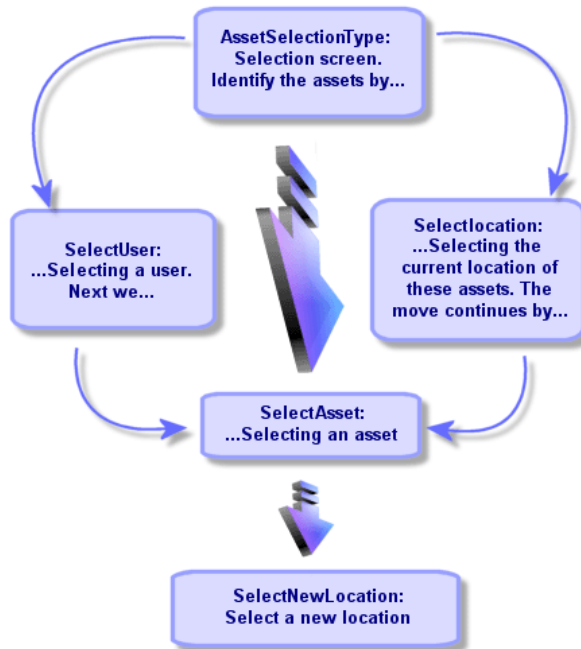 AssetSelectionType:
Selection screen.
Identify the assets by...
SelectUser:
...Selecting a user.
Next we...
Selectlocation:
...Selecting the
current location of
these assets. The
move continues by...
SelectAsset:
...Selecting an asset
SelectNewLocation:
Select a new location